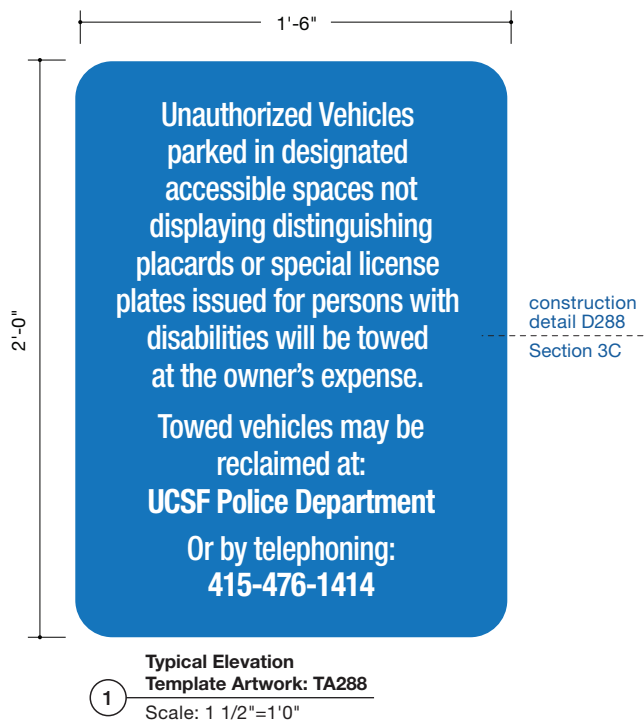 1'-6"
2'-0"
Unauthorized Vehicles
parked in designated
accessible spaces not
displaying distinguishing
placards or special license
plates issued for persons with
disabilities will be towed
at the owner’s expense.
Towed vehicles may be
reclaimed at:
UCSF Police Department
Or by telephoning:
415-476-1414
construction
detail D288
Section 3C
1
Typical Elevation
Template Artwork: TA288
Scale: 1 1/2"=1'0"